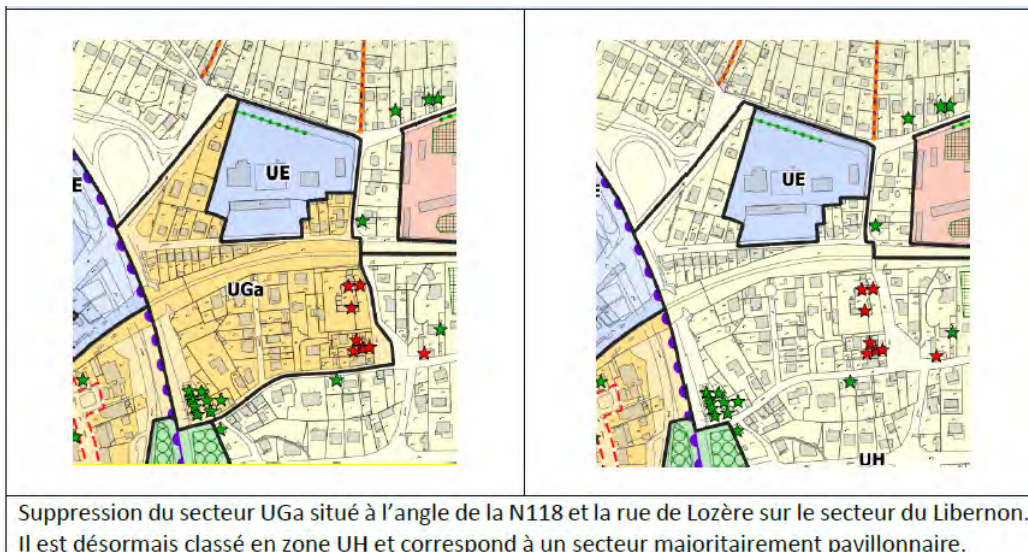 UE
UGa
E
UE
UH
Suppression du secteur UGa situé à l'angle de la N118 et la rue de Lozère sur le secteur du Libernon.
Il est désormais classé en zone UH et correspond à un secteur majoritairement pavillonnaire.